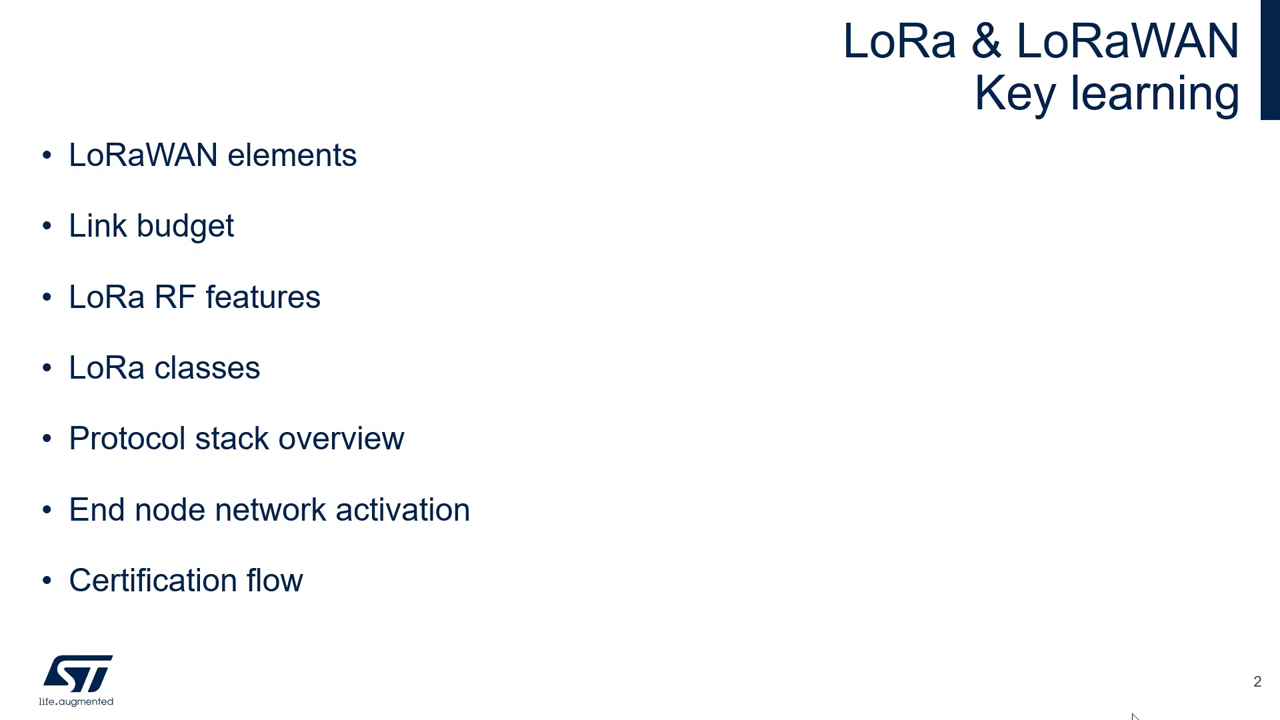 LoRa & LoRaWAN
Key learning
• LoRaWAN elements
• Link budget
• LoRa RF features
• LoRa classes
• Protocol stack overview
• End node network activation
• Certification flow
ST
life.augmented
2